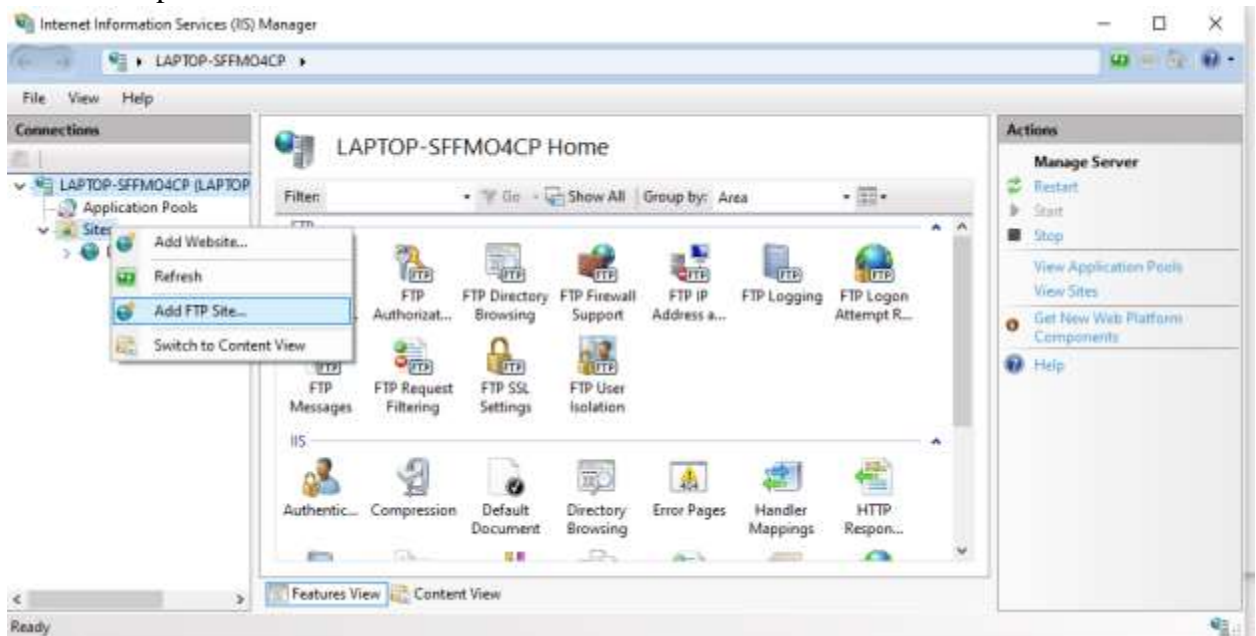 Internet Information Services (IIS) Manager
LAPTOP-SFFMO4CP
File View Help
Connections
LAPTOP-SFFMO4CP (LAPTOP
Application Pools
Sites
Add Website...
Refresh
Add FTP Site...
Switch to Content View
LAPTOP-SFFMO4CP Home
Filter: Go Show All Group by: Area
FTP
FTP Authorizat...
FTP Directory Browsing
FTP Firewall Support
FTP IP Address a...
FTP Logging
FTP Logon Attempt R...
FTP Messages
FTP Request Filtering
FTP SSL Settings
FTP User Isolation
IIS
Authentic...
Compression
Default Document
Directory Browsing
Error Pages
Handler Mappings
HTTP Respon...
Features View Content View
Actions
Manage Server
Restart
Start
Stop
View Application Pools
View Sites
Get New Web Platform
Components
Help
Ready